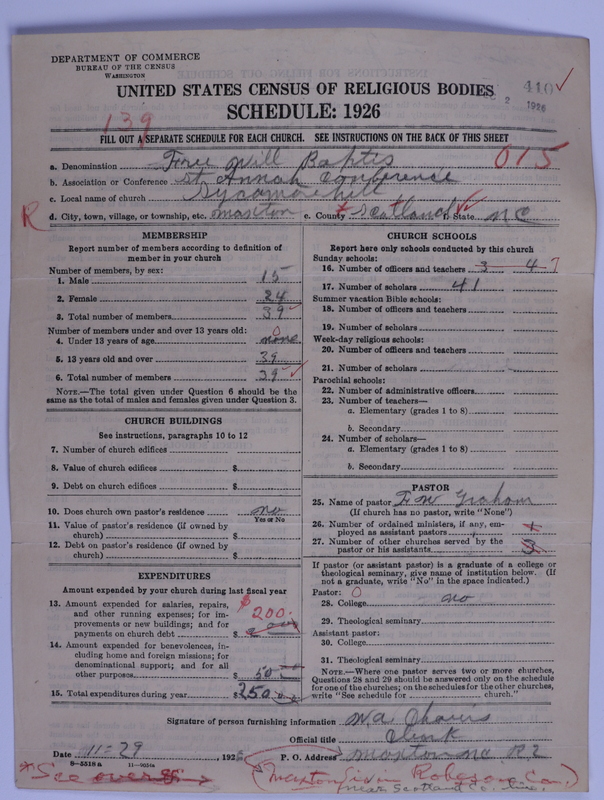 DEPARTMENT OF COMMERCE
BUREAU OF THE CENSUS
WASHINGTON
UNITED STATES CENSUS OF RELIGIOUS BODIES
SCHEDULE: 1926
410 ✓
2 1926
139
FILL OUT A SEPARATE SCHEDULE FOR EACH CHURCH. SEE INSTRUCTIONS ON THE BACK OF THIS SHEET
a. Denomination Free Will Baptis 015
b. Association or Conference St Annah Conference
c. Local name of church Sycamore hill
R d. City, town, village, or township, etc. Maxton e. County Scotland f. State NC
MEMBERSHIP
Report number of members according to definition of
member in your church
Number of members, by sex:
1. Male 15
2. Female 24
3. Total number of members 39
Number of members under and over 13 years old: 0
4. Under 13 years of age none
5. 13 years old and over 39
6. Total number of members 39 ✓
NOTE.—The total given under Question 6 should be the
same as the total of males and females given under Question 3.
CHURCH BUILDINGS
See instructions, paragraphs 10 to 12
7. Number of church edifices
8. Value of church edifices $
9. Debt on church edifices $
10. Does church own pastor's residence no
Yes or No
11. Value of pastor's residence (if owned by
church) $
12. Debt on pastor's residence (if owned by
church) $
EXPENDITURES
Amount expended by your church during last fiscal year
13. Amount expended for salaries, repairs,
and other running expenses; for im-
provements or new buildings; and for
payments on church debt $ 200.
14. Amount expended for benevolences, in-
cluding home and foreign missions; for
denominational support; and for all
other purposes 50
15. Total expenditures during year $ 250
CHURCH SCHOOLS
Report here only schools conducted by this church
Sunday schools:
16. Number of officers and teachers 3 4 7
17. Number of scholars 41
Summer vacation Bible schools:
18. Number of officers and teachers
19. Number of scholars
Week-day religious schools:
20. Number of officers and teachers
21. Number of scholars
Parochial schools:
22. Number of administrative officers
23. Number of teachers—
a. Elementary (grades 1 to 8)
b. Secondary
24. Number of scholars—
a. Elementary (grades 1 to 8)
b. Secondary
PASTOR
25. Name of pastor F. W Graham
(If church has no pastor, write "None")
26. Number of ordained ministers, if any, em-
ployed as assistant pastors
27. Number of other churches served by the
pastor or his assistants 3
If pastor (or assistant pastor) is a graduate of a college or
theological seminary, give name of institution below. (If
not a graduate, write "No" in the space indicated.)
Pastor: 0
28. College no
29. Theological seminary
Assistant pastor:
30. College
31. Theological seminary
NOTE.—Where one pastor serves two or more churches,
Questions 28 and 29 should be answered only on the schedule
for one of the churches; on the schedules for the other churches,
write "See schedule for church."
Signature of person furnishing information W. A. Chavis
Official title Clerk
Date 11-29, 1926 P. O. Address Maxton NC R 2
8-5518 a
*See over
(Maxton is in Robeson Co.)
near Scotland Co. line.